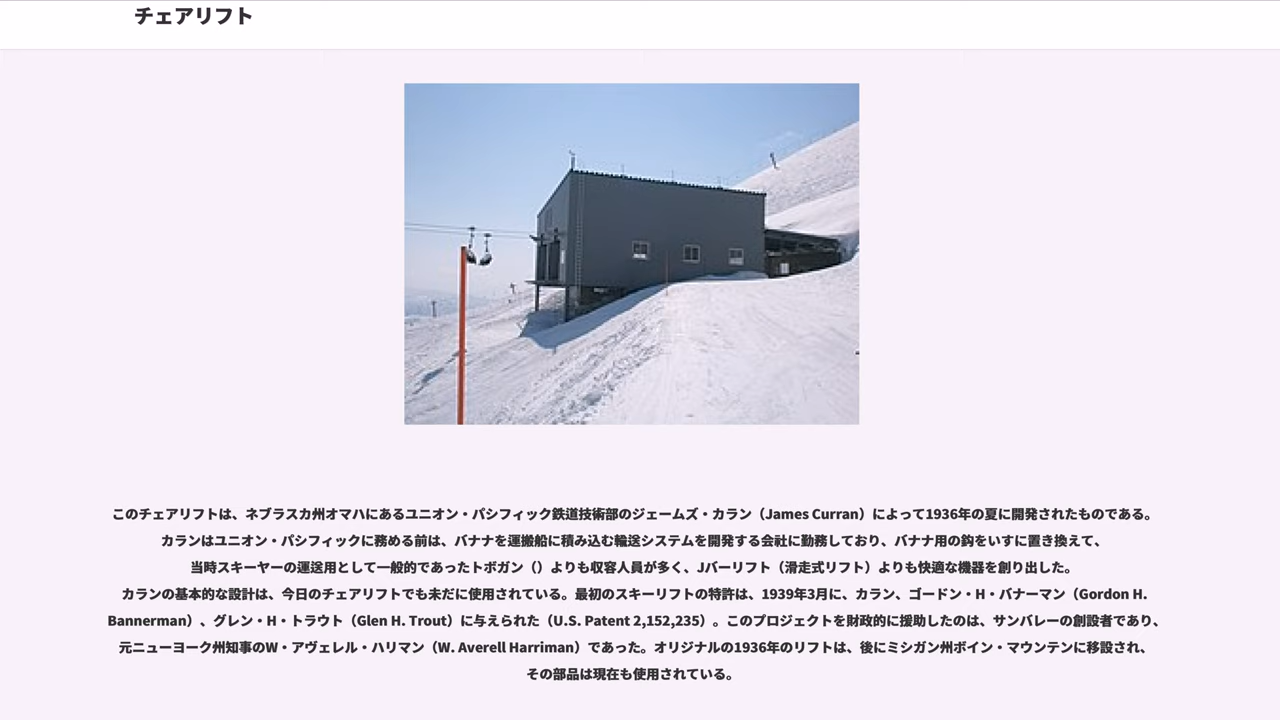 チェアリフト
このチェアリフトは、ネブラスカ州オマハにあるユニオン・パシフィック鉄道技術部のジェームズ・カラン（James Curran）によって1936年の夏に開発されたものである。
カランはユニオン・パシフィックに務める前は、バナナを運搬船に積み込む輸送システムを開発する会社に勤務しており、バナナ用の鈎をいすに置き換えて、
当時スキーヤーの運送用として一般的であったトボガン（）よりも収容人員が多く、Jバーリフト（滑走式リフト）よりも快適な機器を創り出した。
カランの基本的な設計は、今日のチェアリフトでも未だに使用されている。最初のスキーリフトの特許は、1939年3月に、カラン、ゴードン・H・バナーマン（Gordon H.
Bannerman）、グレン・H・トラウト（Glen H. Trout）に与えられた（U.S. Patent 2,152,235）。このプロジェクトを財政的に援助したのは、サンバレーの創設者であり、
元ニューヨーク州知事のW・アヴェレル・ハリマン（W. Averell Harriman）であった。オリジナルの1936年のリフトは、後にミシガン州ボイン・マウンテンに移設され、
その部品は現在も使用されている。